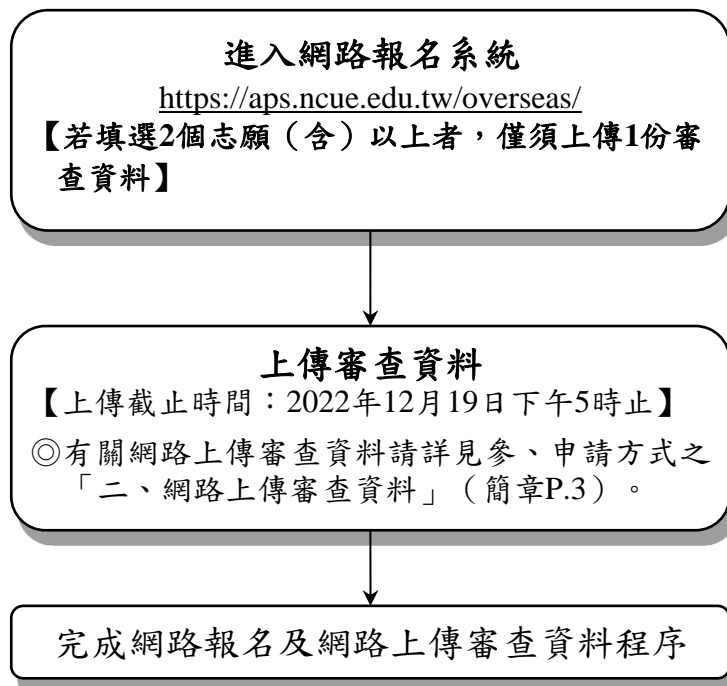 進入網路報名系統
https://aps.ncue.edu.tw/overseas/
【若填選2個志願（含）以上者，僅須上傳1份審
查資料】
上傳審查資料
【上傳截止時間：2022年12月19日下午5時止】
◎有關網路上傳審查資料請詳見參、申請方式之
「二、網路上傳審查資料」（簡章P.3）。
完成網路報名及網路上傳審查資料程序